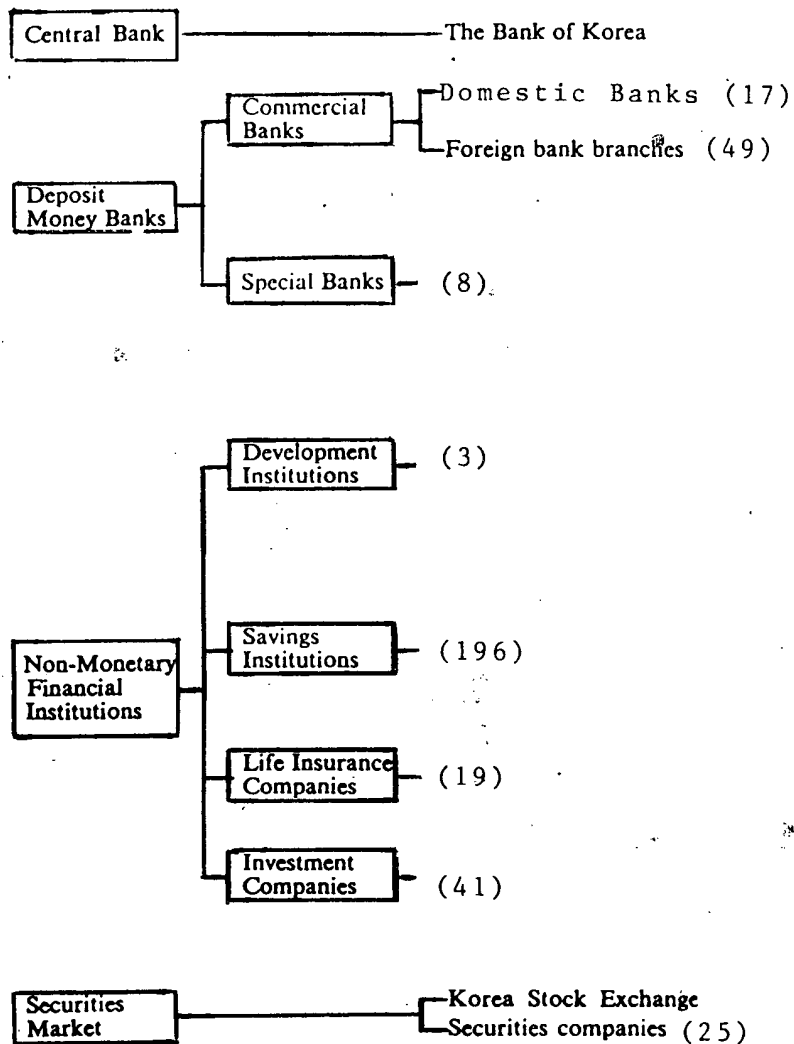 Central Bank
The Bank of Korea
Commercial
Banks
Domestic Banks (17)
Foreign bank branches (49)
Deposit
Money Banks
Special Banks
(8)
Development
Institutions
(3)
Savings
Institutions
(196)
Non-Monetary
Financial
Institutions
Life Insurance
Companies
(19)
Investment
Companies
(41)
Securities
Market
Korea Stock Exchange
Securities companies (25)